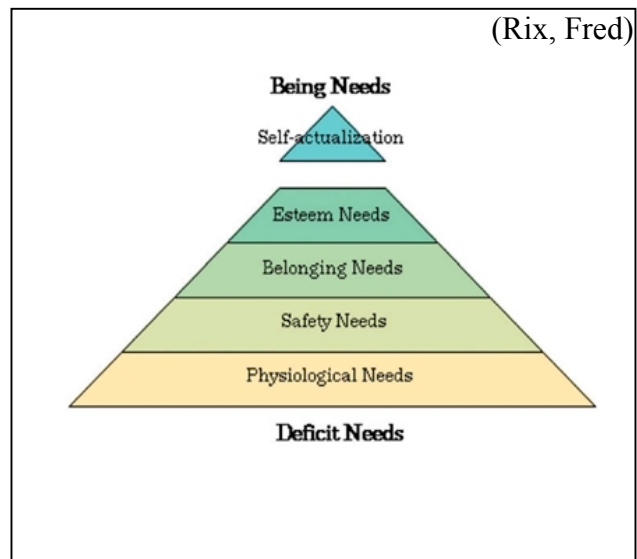 (Rix, Fred)
Being Needs
Self-actualization
Esteem Needs
Belonging Needs
Safety Needs
Physiological Needs
Deficit Needs